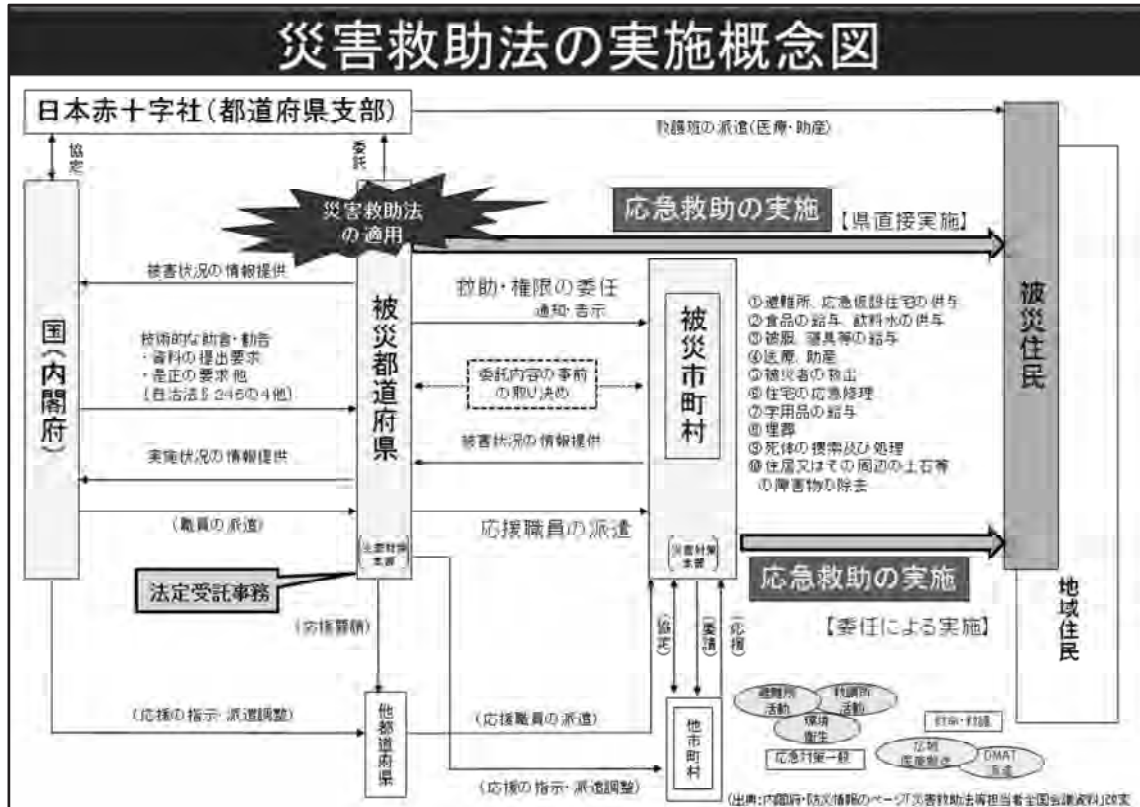 災害救助法の実施概念図
日本赤十字社(都道府県支部)
救護班の派遣(医療・助産)
協定
委託
災害救助法
の適用
応急救助の実施
【県直接実施】
被害状況の情報提供
救助・権限の委任
通知・告示
国(内閣府)
被災都道府県
被災市町村
被災住民
技術的な助言・勧告
・資料の提出要求
・是正の要求他
(自治法§245の4他)
委託内容の事前
の取り決め
①避難所、応急仮設住宅の供与
②食品の給与、飲料水の供与
③被服、寝具等の給与
④医療、助産
⑤被災者の救出
⑥住宅の応急修理
⑦学用品の給与
⑧埋葬
⑨死体の捜索及び処理
⑩住居又はその周辺の土石等
の障害物の除去
実施状況の情報提供
被害状況の情報提供
(職員の派遣)
応援職員の派遣
(災害対策
本部)
(災害対策
本部)
法定受託事務
応急救助の実施
【委任による実施】
地域住民
(応援要請)
(協定)
(要請)
(応援)
(応援の指示・派遣調整)
他都道府県
(応援職員の派遣)
(応援の指示・派遣調整)
他市町村
避難所
活動
救護所
活動
環境
衛生
応急対策一般
救命・救護
広域
医療搬送
DMAT
派遣
(出典:内閣府・防災情報のページ「災害救助法等担当者全国会議資料」改変